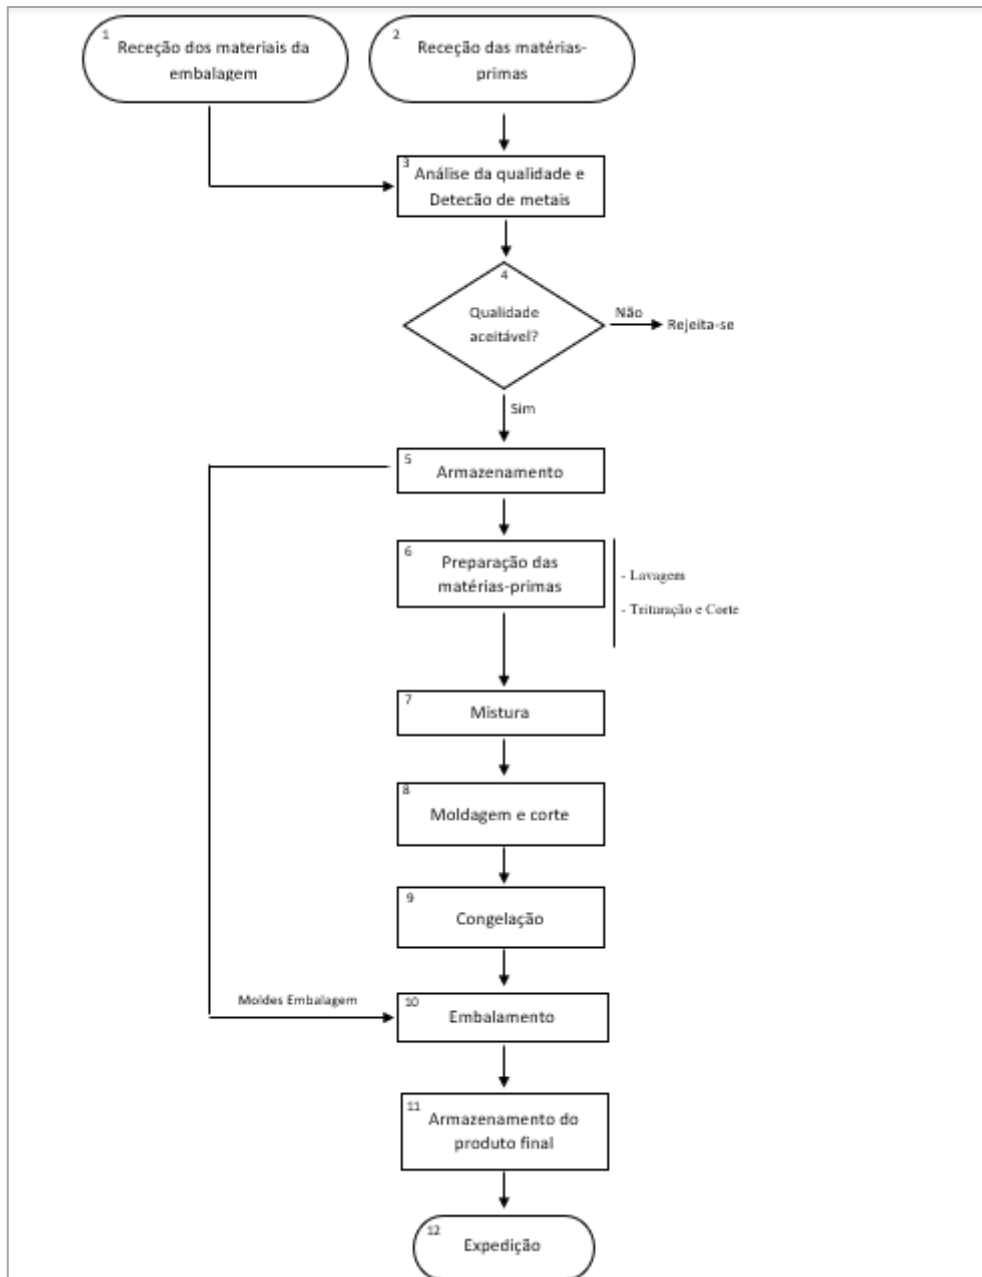 1
Receção dos materiais da
embalagem
2
Receção das matérias-
primas
3
Análise da qualidade e
Deteção de metais
4
Qualidade
aceitável?
Não
Rejeita-se
Sim
5
Armazenamento
6
Preparação das
matérias-primas
- Lavagem
- Trituração e Corte
7
Mistura
8
Moldagem e corte
9
Congelação
Moldes Embalagem
10
Embalamento
11
Armazenamento do
produto final
12
Expedição